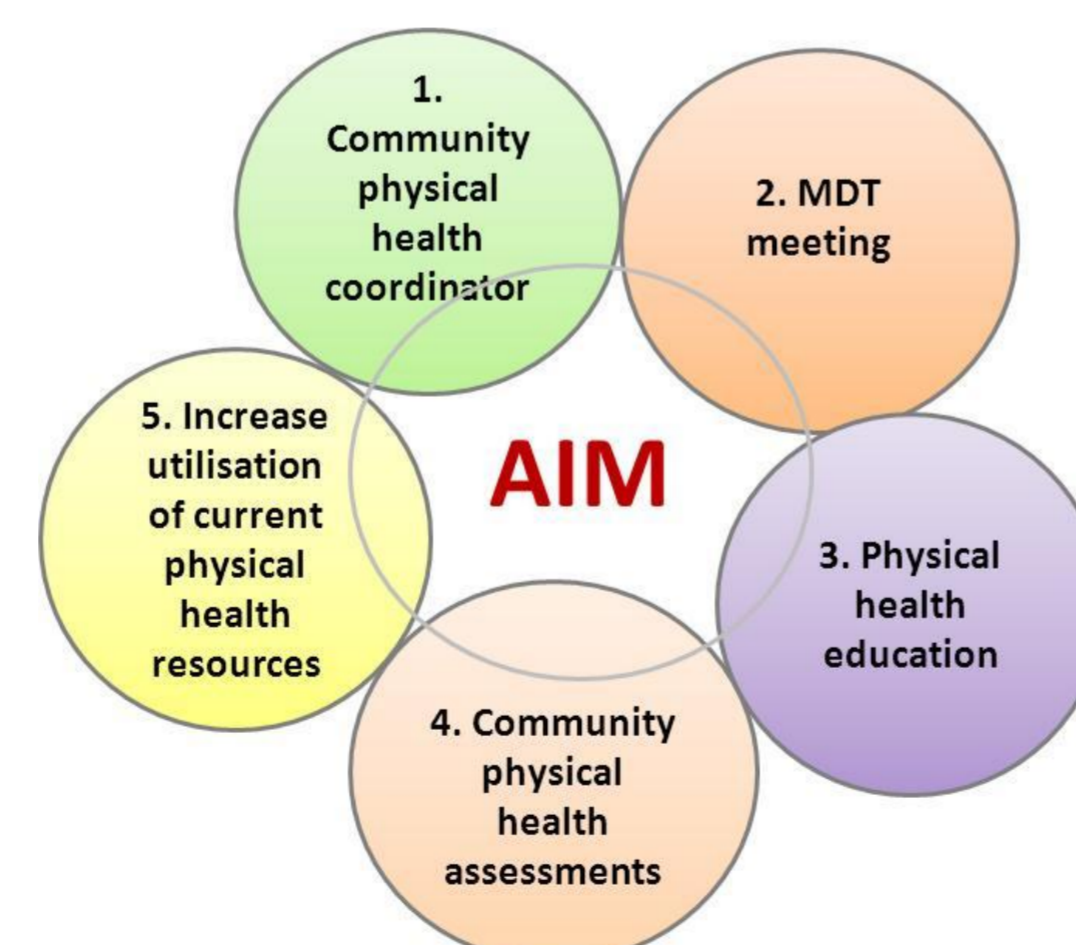 1.
Community
physical
health
coordinator
2. MDT
meeting
3. Physical
health
education
4. Community
physical
health
assessments
5. Increase
utilisation
of current
physical
health
resources
AIM